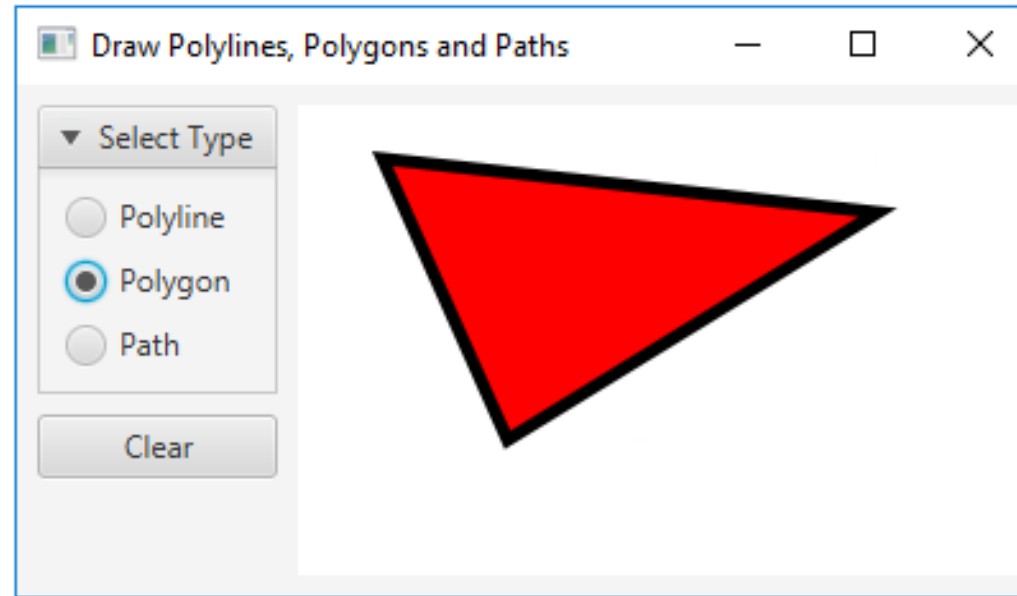 Draw Polylines, Polygons and Paths
Select Type
Polyline
Polygon
Path
Clear